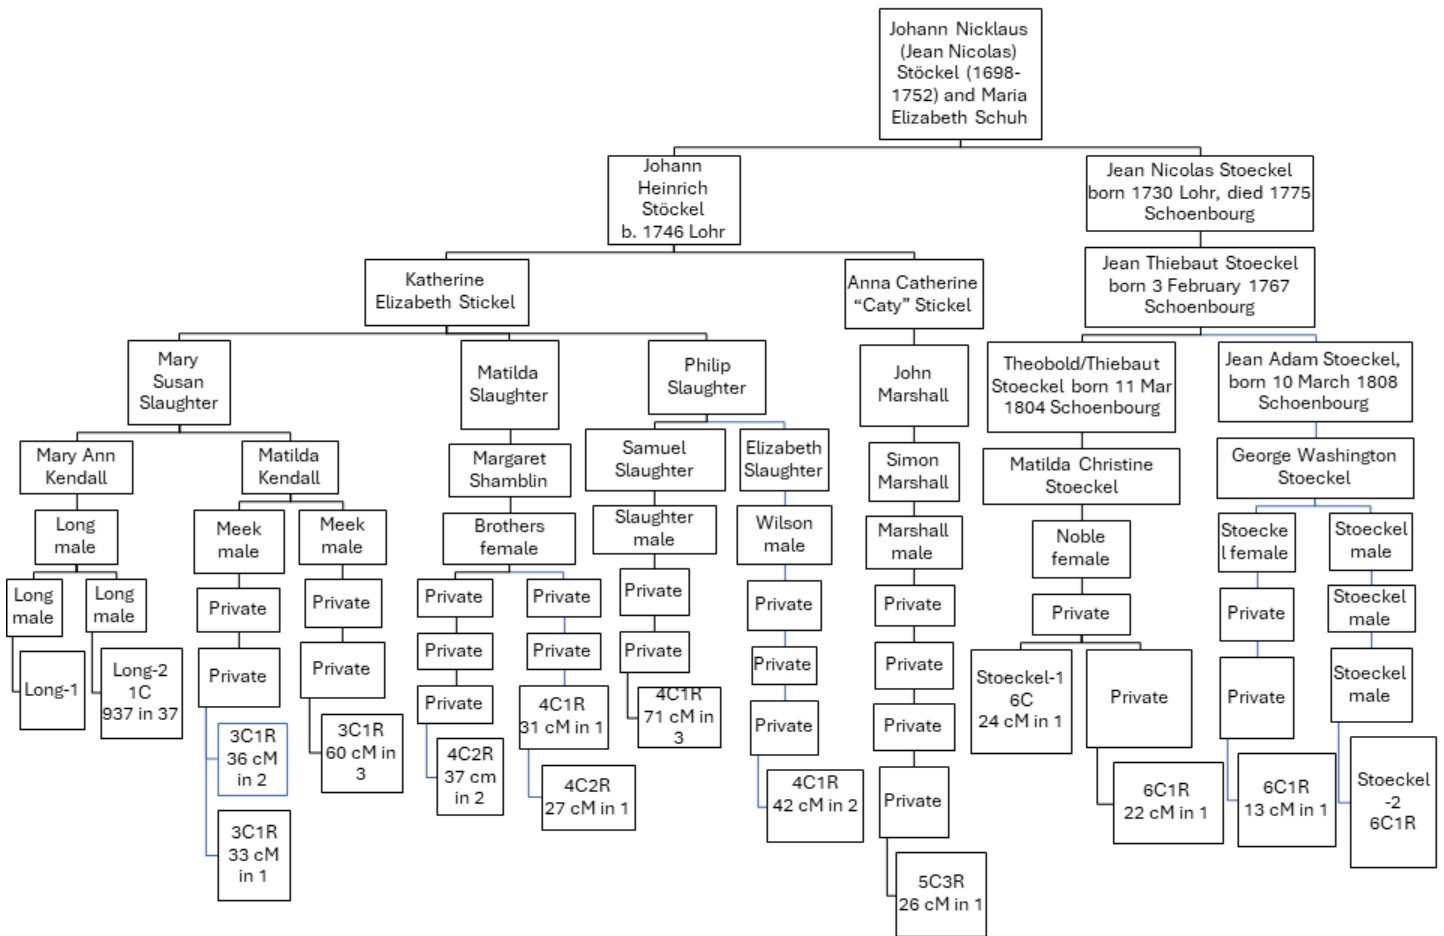 Johann Nicklaus
(Jean Nicolas)
Stöckel (1698-
1752) and Maria
Elizabeth Schuh
Johann
Heinrich
Stöckel
b. 1746 Lohr
Jean Nicolas Stoeckel
born 1730 Lohr, died 1775
Schoenbourg
Katherine
Elizabeth Stickel
Anna Catherine
“Caty” Stickel
Jean Thiebaut Stoeckel
born 3 February 1767
Schoenbourg
Mary
Susan
Slaughter
Matilda
Slaughter
Philip
Slaughter
John
Marshall
Theobold/Thiebaut
Stoeckel born 11 Mar
1804 Schoenbourg
Jean Adam Stoeckel,
born 10 March 1808
Schoenbourg
Mary Ann
Kendall
Matilda
Kendall
Margaret
Shamblin
Samuel
Slaughter
Elizabeth
Slaughter
Simon
Marshall
Matilda Christine
Stoeckel
George Washington
Stoeckel
Long
male
Meek
male
Meek
male
Brothers
female
Slaughter
male
Wilson
male
Marshall
male
Noble
female
Stoecke
l female
Stoeckel
male
Long
male
Long
male
Private
Private
Private
Private
Private
Private
Private
Private
Private
Stoeckel
male
Long-1
Long-2
1C
937 in 37
Private
Private
Private
Private
Private
Private
Private
Stoeckel-1
6C
24 cM in 1
Private
Private
Stoeckel
male
3C1R
36 cM
in 2
3C1R
60 cM in
3
Private
4C1R
31 cM in 1
4C1R
71 cM in
3
Private
Private
3C1R
33 cM
in 1
4C2R
37 cm
in 2
4C2R
27 cM in 1
4C1R
42 cM in 2
Private
6C1R
22 cM in 1
6C1R
13 cM in 1
Stoeckel
-2
6C1R
5C3R
26 cM in 1